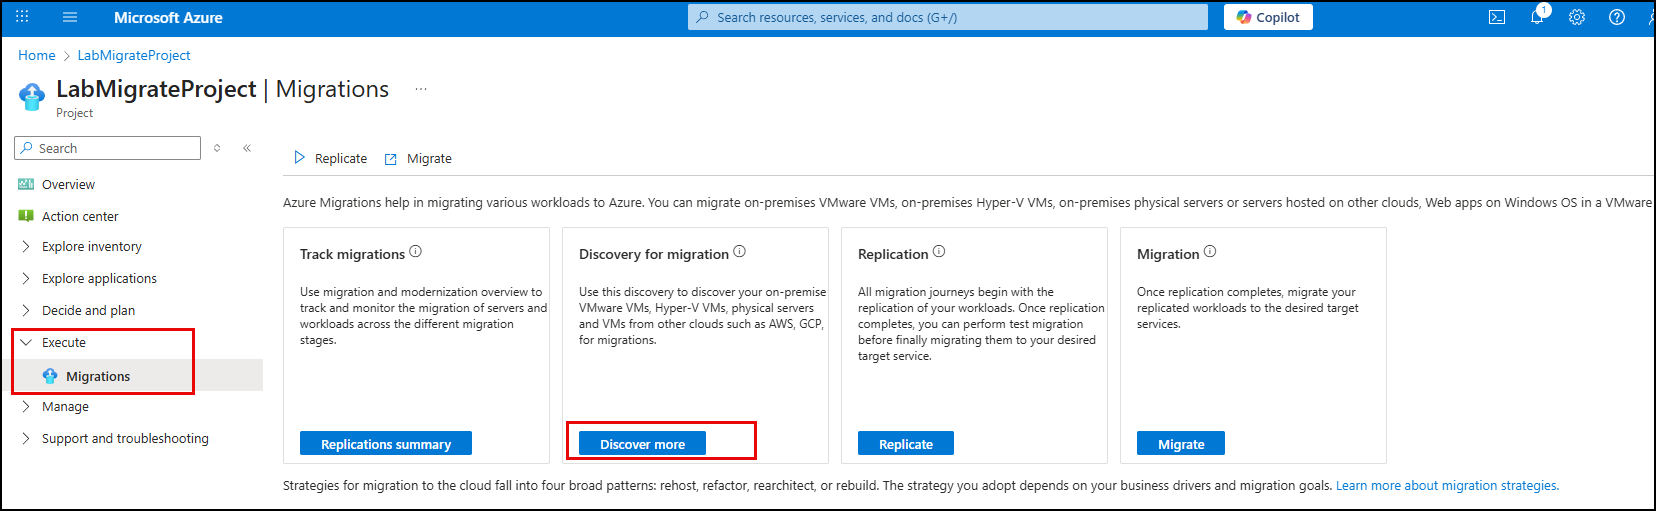 Microsoft Azure
Search resources, services, and docs (G+/)
Copilot
1
Home > LabMigrateProject
LabMigrateProject | Migrations ...
Project
Search
Overview
Action center
Explore inventory
Explore applications
Decide and plan
Execute
Migrations
Manage
Support and troubleshooting
Replicate
Migrate
Azure Migrations help in migrating various workloads to Azure. You can migrate on-premises VMware VMs, on-premises Hyper-V VMs, on-premises physical servers or servers hosted on other clouds, Web apps on Windows OS in a VMware
Track migrations
Use migration and modernization overview to
track and monitor the migration of servers and
workloads across the different migration
stages.
Replications summary
Discovery for migration
Use this discovery to discover your on-premise
VMware VMs, Hyper-V VMs, physical servers
and VMs from other clouds such as AWS, GCP,
for migrations.
Discover more
Replication
All migration journeys begin with the
replication of your workloads. Once replication
completes, you can perform test migration
before finally migrating them to your desired
target service.
Replicate
Migration
Once replication completes, migrate your
replicated workloads to the desired target
services.
Migrate
Strategies for migration to the cloud fall into four broad patterns: rehost, refactor, rearchitect, or rebuild. The strategy you adopt depends on your business drivers and migration goals. Learn more about migration strategies.